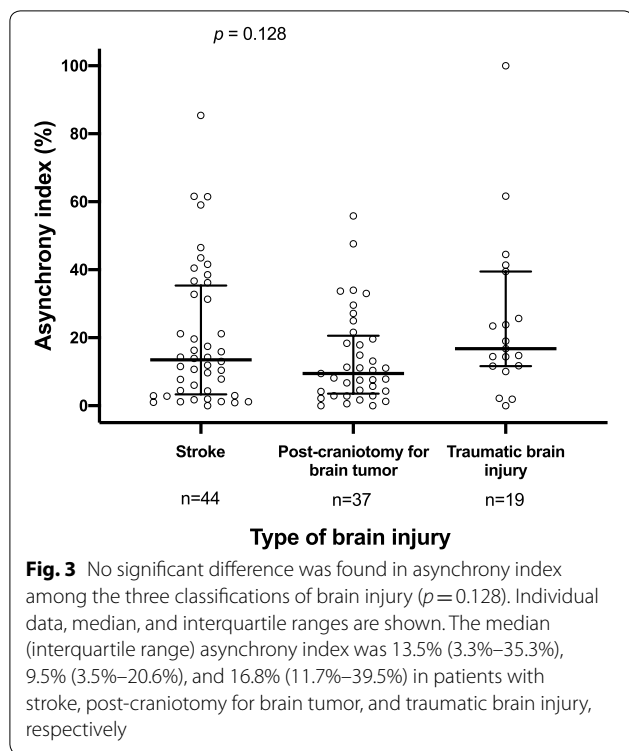 p = 0.128
100
80
60
40
20
0
Asynchrony index (%)
Stroke
Post-craniotomy for
brain tumor
Traumatic brain
injury
n=44
n=37
n=19
Type of brain injury
Fig. 3 No significant difference was found in asynchrony index
among the three classifications of brain injury (p = 0.128). Individual
data, median, and interquartile ranges are shown. The median
(interquartile range) asynchrony index was 13.5% (3.3%–35.3%),
9.5% (3.5%–20.6%), and 16.8% (11.7%–39.5%) in patients with
stroke, post-craniotomy for brain tumor, and traumatic brain injury,
respectively